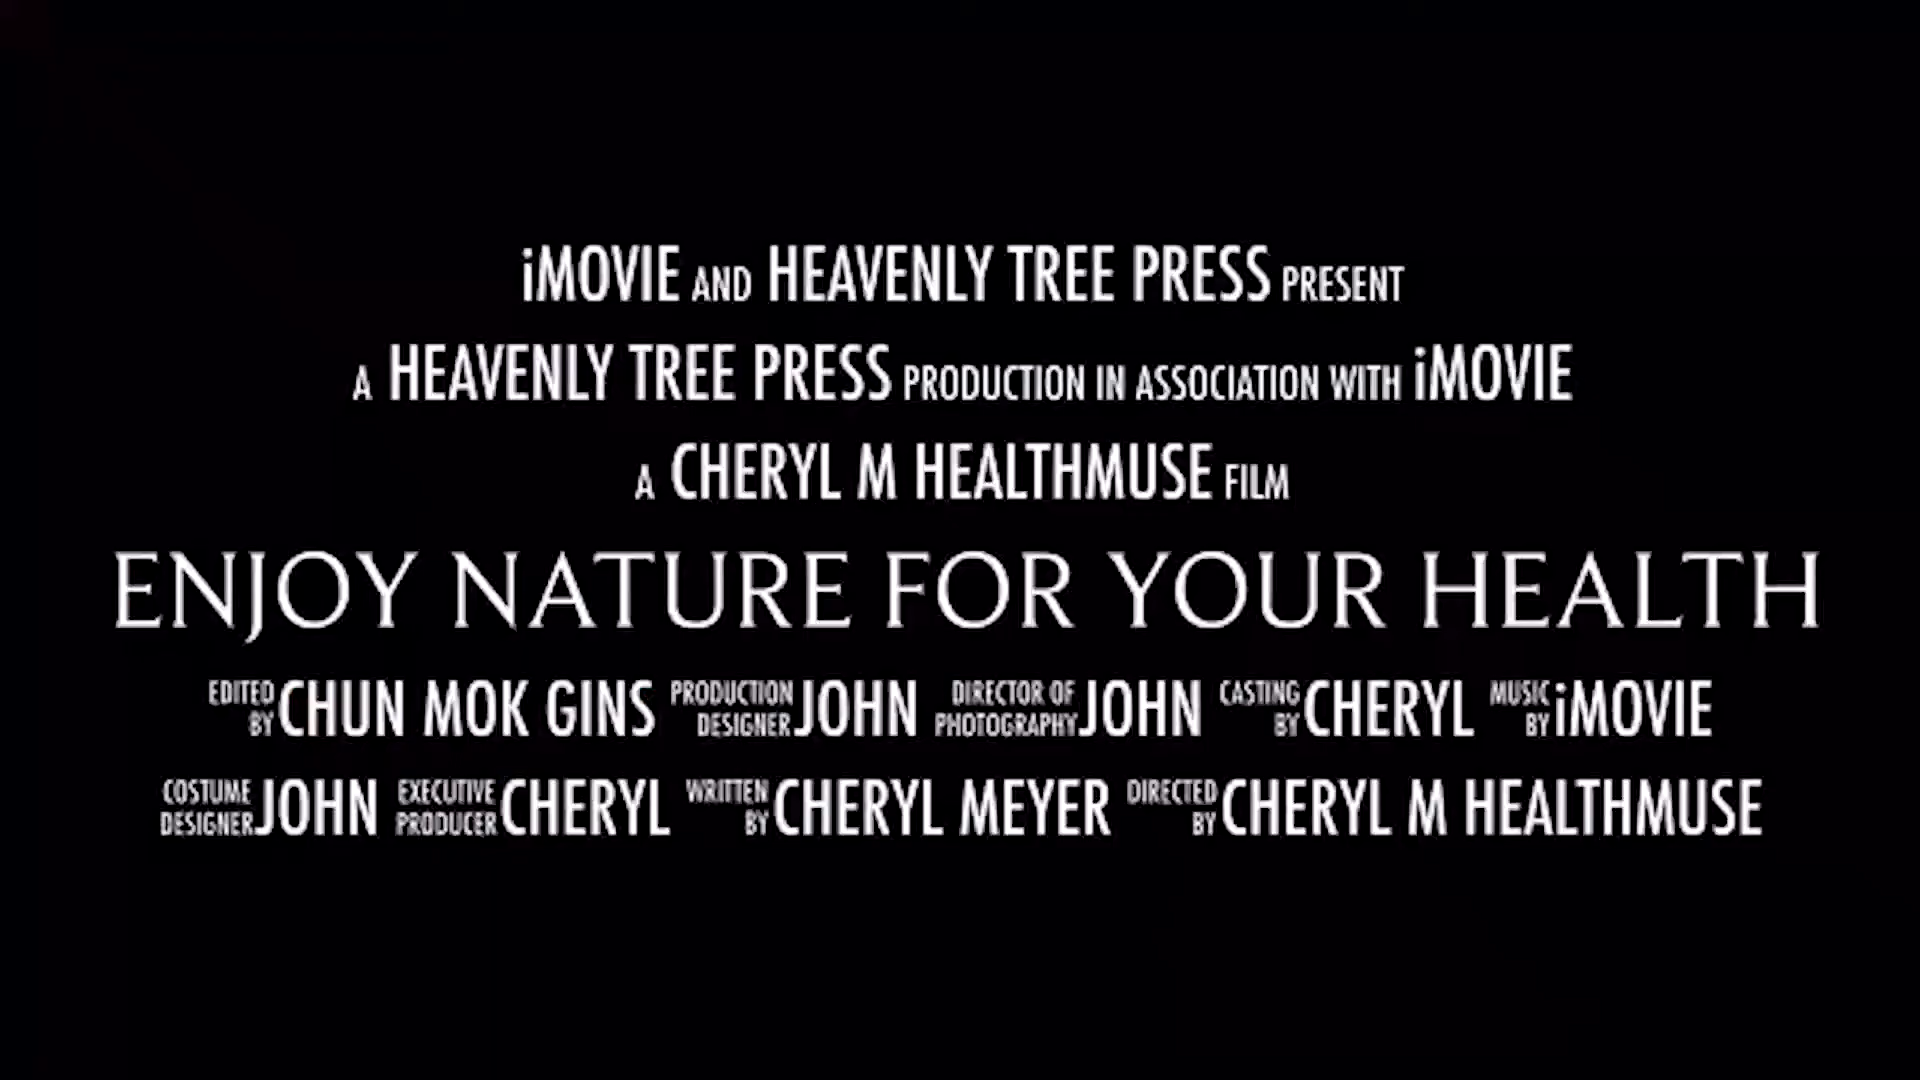 iMOVIE AND HEAVENLY TREE PRESS PRESENT
A HEAVENLY TREE PRESS PRODUCTION IN ASSOCIATION WITH iMOVIE
A CHERYL M HEALTHMUSE FILM
ENJOY NATURE FOR YOUR HEALTH
EDITED BY CHUN MOK GINS PRODUCTION DESIGNER JOHN DIRECTOR OF PHOTOGRAPHY JOHN CASTING BY CHERYL MUSIC BY iMOVIE
COSTUME DESIGNER JOHN EXECUTIVE PRODUCER CHERYL WRITTEN BY CHERYL MEYER DIRECTED BY CHERYL M HEALTHMUSE